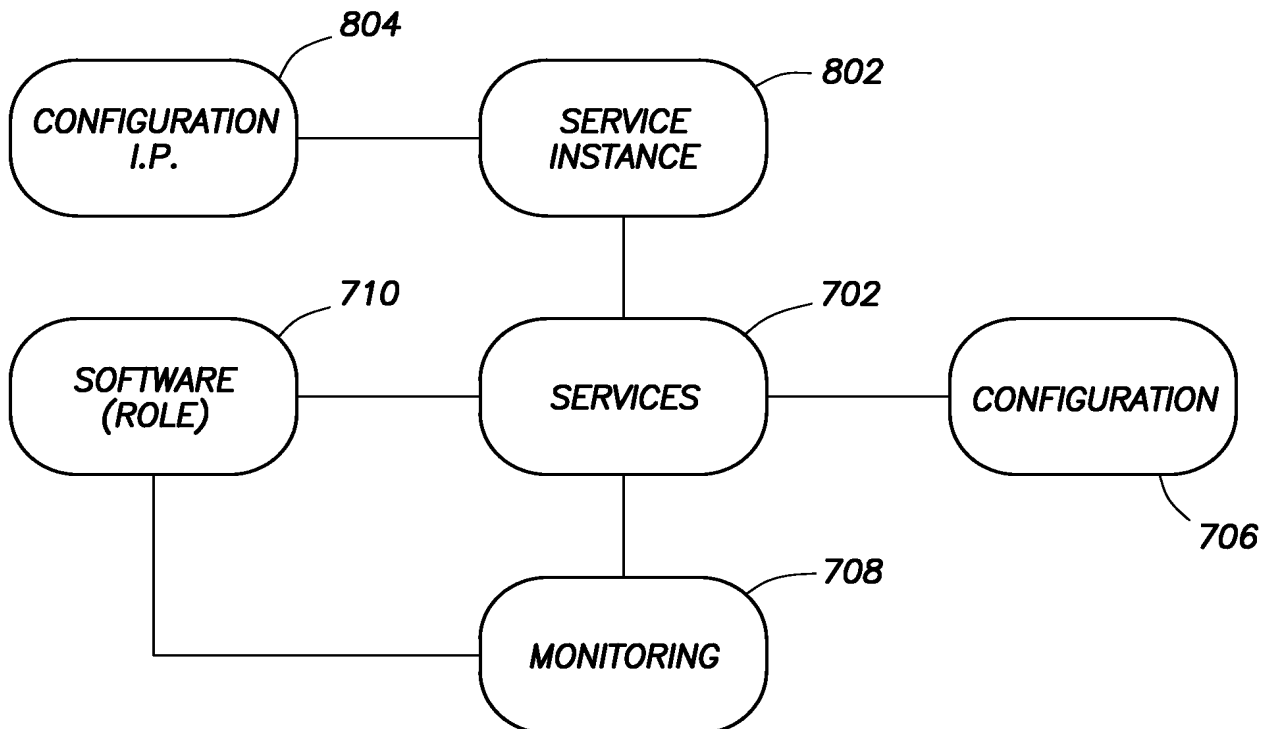 804
CONFIGURATION
I.P.
802
SERVICE
INSTANCE
710
SOFTWARE
(ROLE)
702
SERVICES
CONFIGURATION
706
708
MONITORING